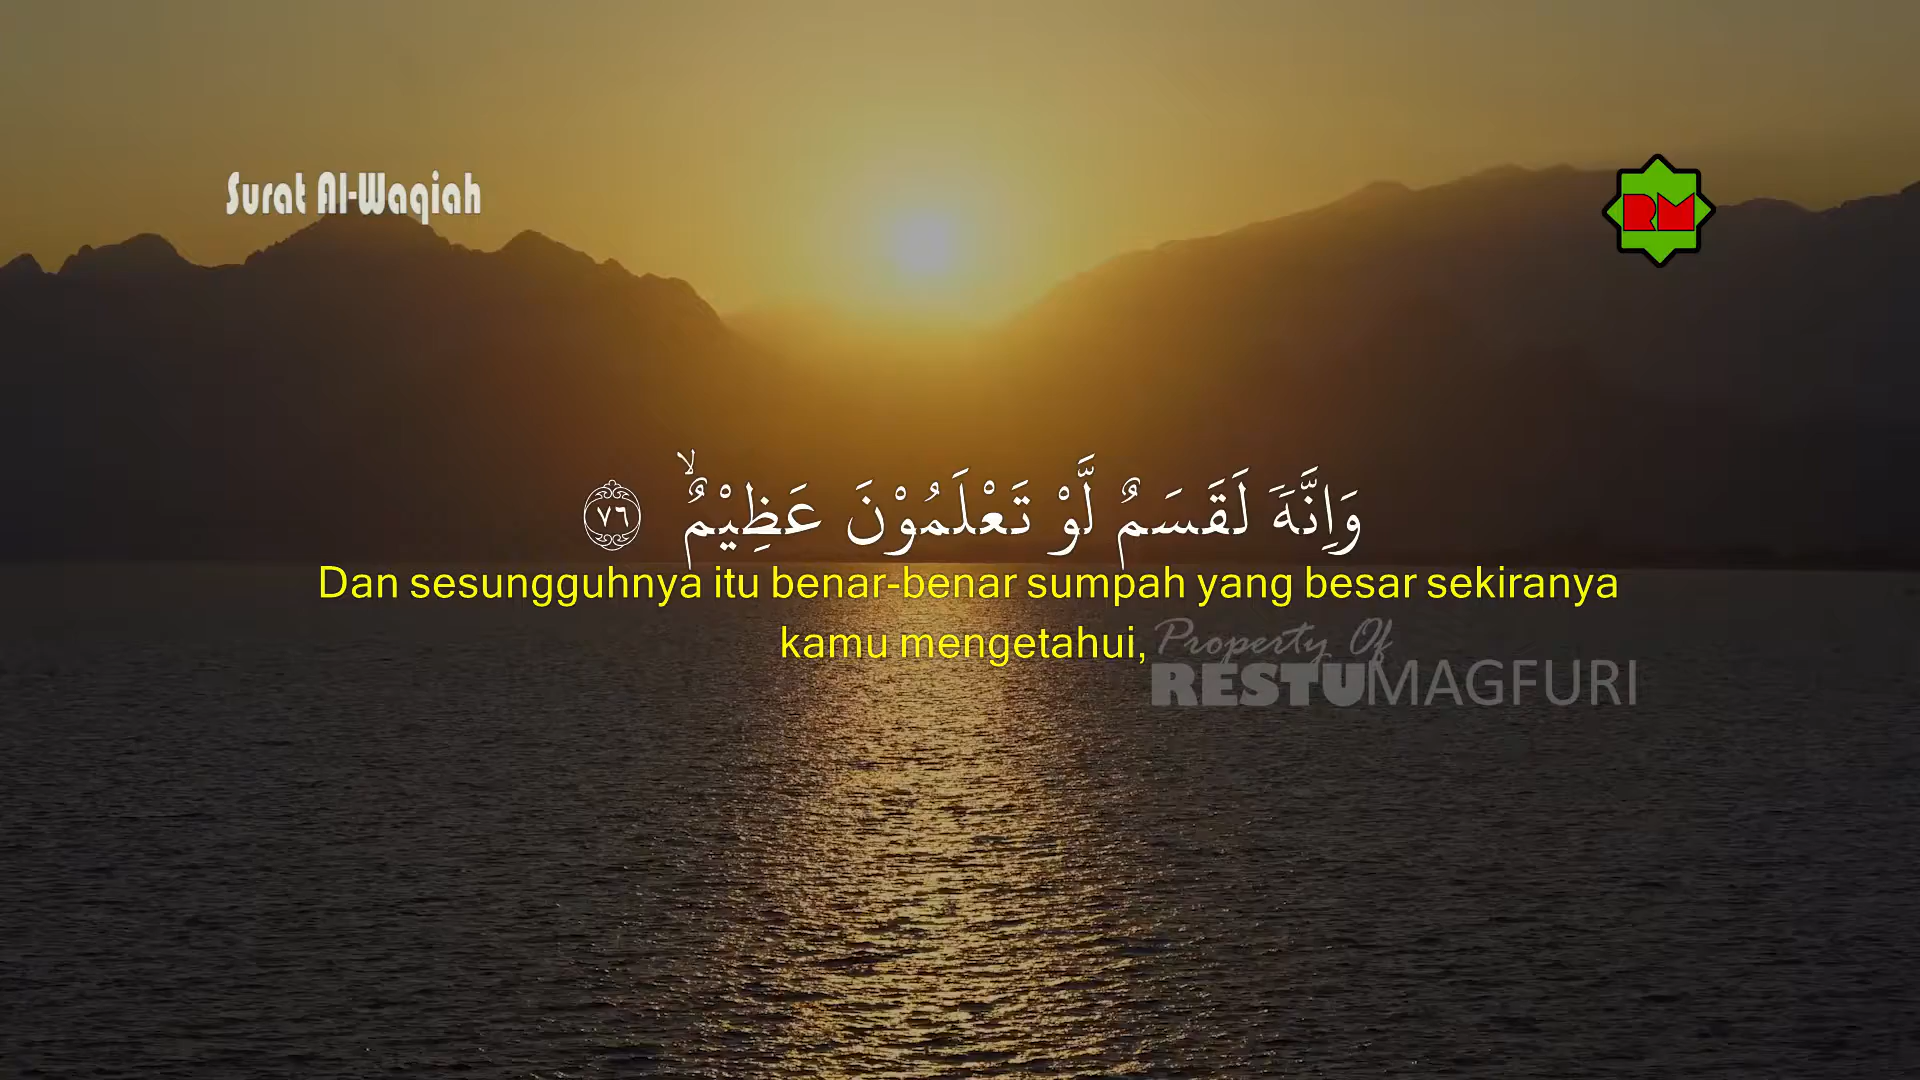 Surat Al-Waqiah
RM
وَاِنَّهٗ لَقَسَمٌ لَّوْ تَعْلَمُوْنَ عَظِيْمٌۙ ٧٦
Dan sesungguhnya itu benar-benar sumpah yang besar sekiranya
kamu mengetahui,
Property Of
RESTUMAGFURI